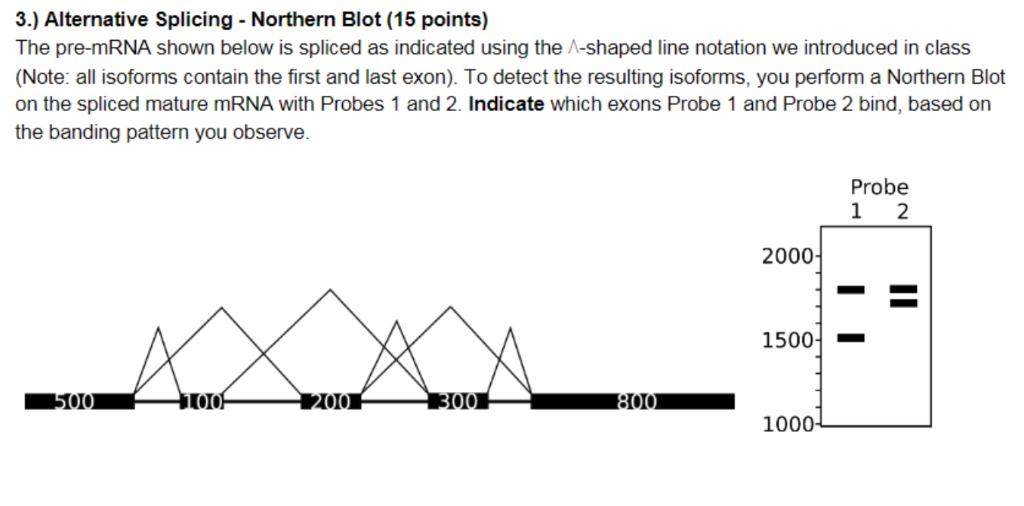 3.) Alternative Splicing - Northern Blot (15 points)
The pre-mRNA shown below is spliced as indicated using the Λ-shaped line notation we introduced in class
(Note: all isoforms contain the first and last exon). To detect the resulting isoforms, you perform a Northern Blot
on the spliced mature mRNA with Probes 1 and 2. Indicate which exons Probe 1 and Probe 2 bind, based on
the banding pattern you observe.
Probe
1 2
2000
1500
1000
500 100 200 300 800